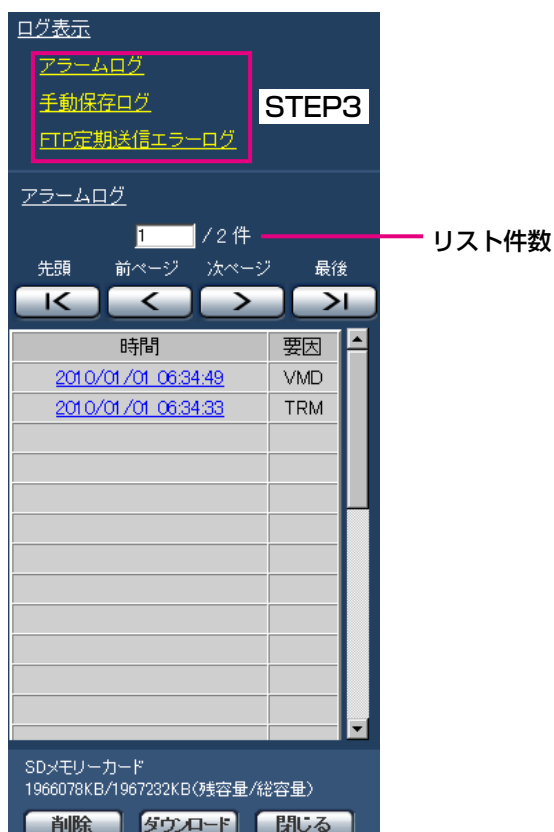 ログ表示
アラームログ
手動保存ログ
FTP定期送信エラーログ
STEP3
アラームログ
1 / 2 件
リスト件数
先頭 前ページ 次ページ 最後
|< < > >|
時間 要因
2010/01/01 06:34:49 VMD
2010/01/01 06:34:33 TRM
SDメモリーカード
1966078KB/1967232KB(残容量/総容量)
削除 ダウンロード 閉じる